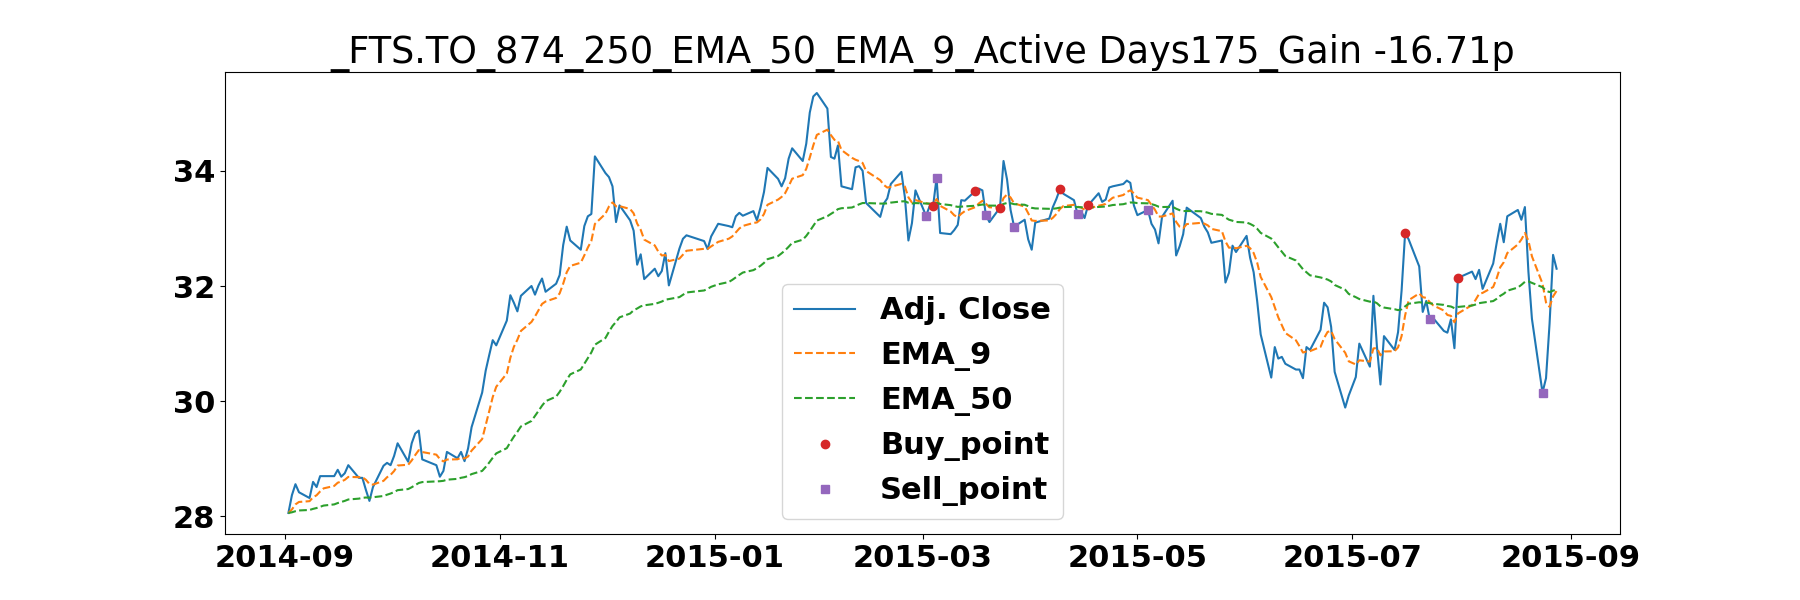 _FTS.TO_874_250_EMA_50_EMA_9_Active Days175_Gain -16.71p
34
32
30
28
Adj. Close
EMA_9
EMA_50
Buy_point
Sell_point
2014-09 2014-11 2015-01 2015-03 2015-05 2015-07 2015-09